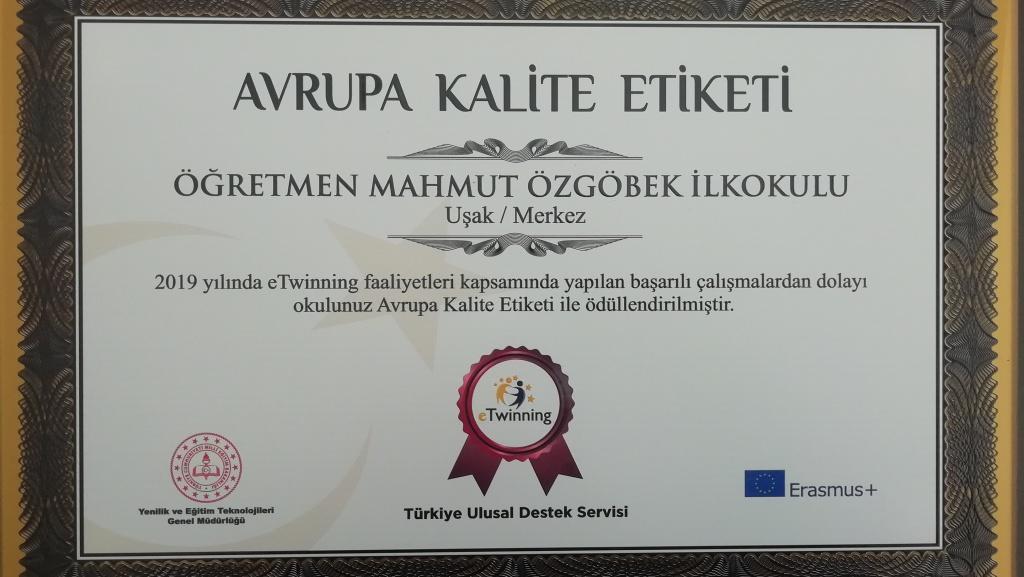 AVRUPA KALİTE ETİKETİ
ÖĞRETMEN MAHMUT ÖZGÖBEK İLKOKULU
Uşak / Merkez
2019 yılında eTwinning faaliyetleri kapsamında yapılan başarılı çalışmalardan dolayı
okulunuz Avrupa Kalite Etiketi ile ödüllendirilmiştir.
eTwinning
Yenilik ve Eğitim Teknolojileri
Genel Müdürlüğü
Türkiye Ulusal Destek Servisi
Erasmus+